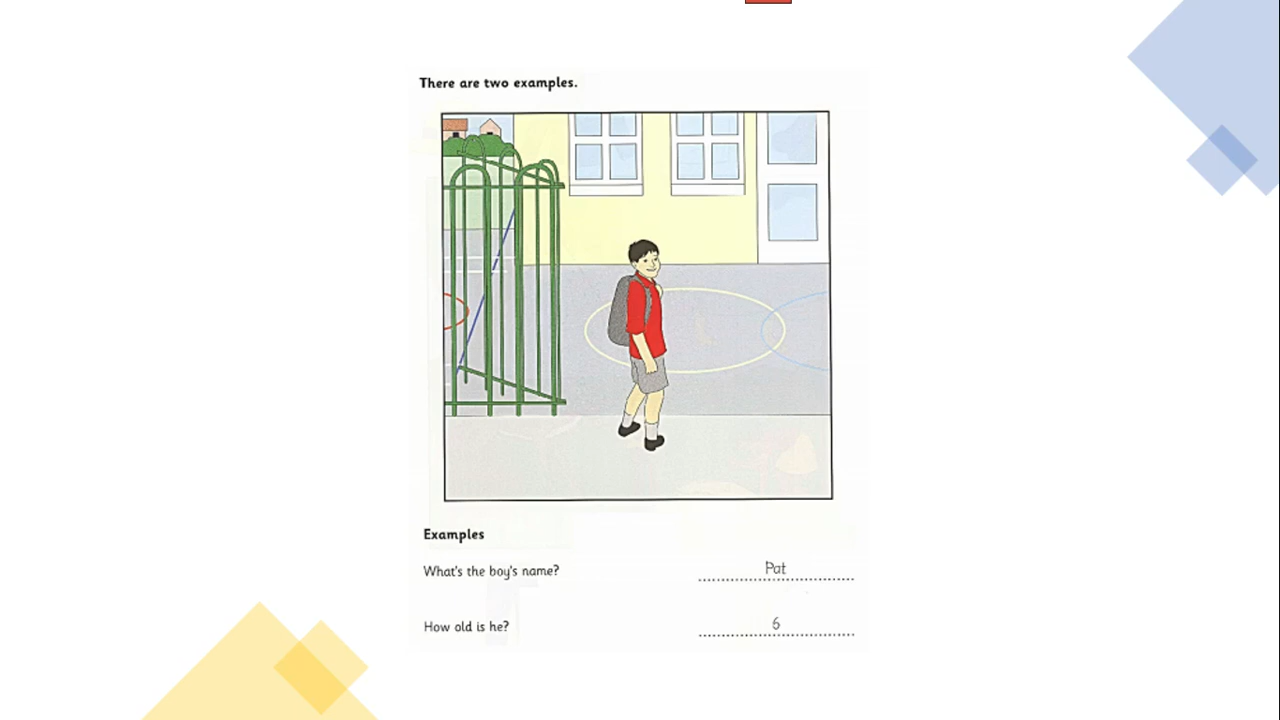 There are two examples.
Examples
What's the boy's name?
Pat
How old is he?
6